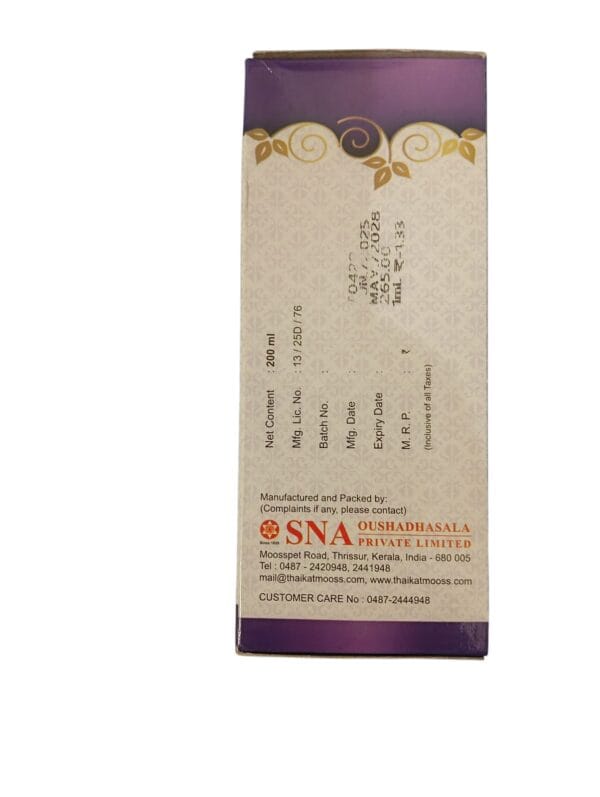 Net Content : 200 ml
Mfg. Lic. No. : 13 / 25D / 76
Batch No. :
Mfg. Date :
Expiry Date :
M. R. P. : ₹
(Inclusive of all Taxes)
2025
MAY./2028
265.00
1mL ₹-1.33
Manufactured and Packed by:
(Complaints if any, please contact)
SNA OUSHADHASALA
PRIVATE LIMITED
Moosspet Road, Thrissur, Kerala, India - 680 005
Tel : 0487 - 2420948, 2441948
mail@thaikatmooss.com, www.thaikatmooss.com
CUSTOMER CARE No : 0487-2444948